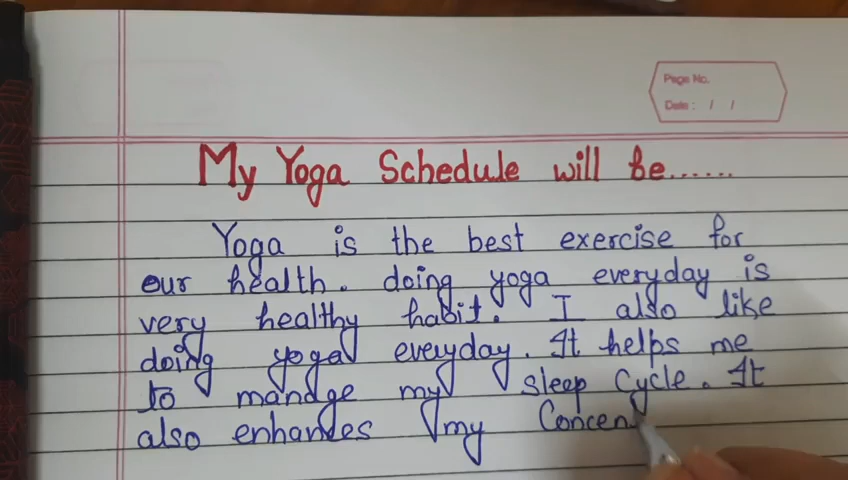 Page No.
Date : / /
My Yoga Schedule will be......
Yoga is the best exercise for
our health. doing yoga everyday is
very healthy habit. I also like
doing yoga everyday. It helps me
to mandge my sleep Cycle. It
also enhances my Concen